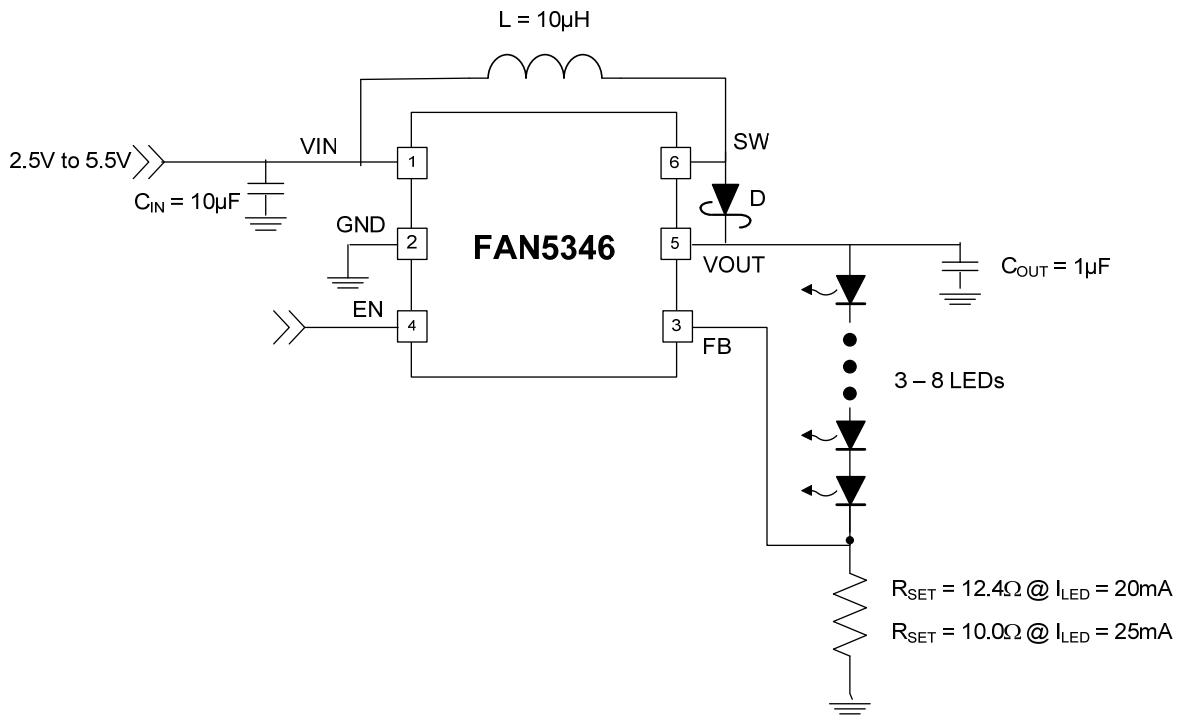 L = 10µH
2.5V to 5.5V
VIN
1
6
SW
C_IN = 10µF
D
GND
2
FAN5346
5
VOUT
C_OUT = 1µF
EN
4
3
FB
3 – 8 LEDs
R_SET = 12.4Ω @ I_LED = 20mA
R_SET = 10.0Ω @ I_LED = 25mA